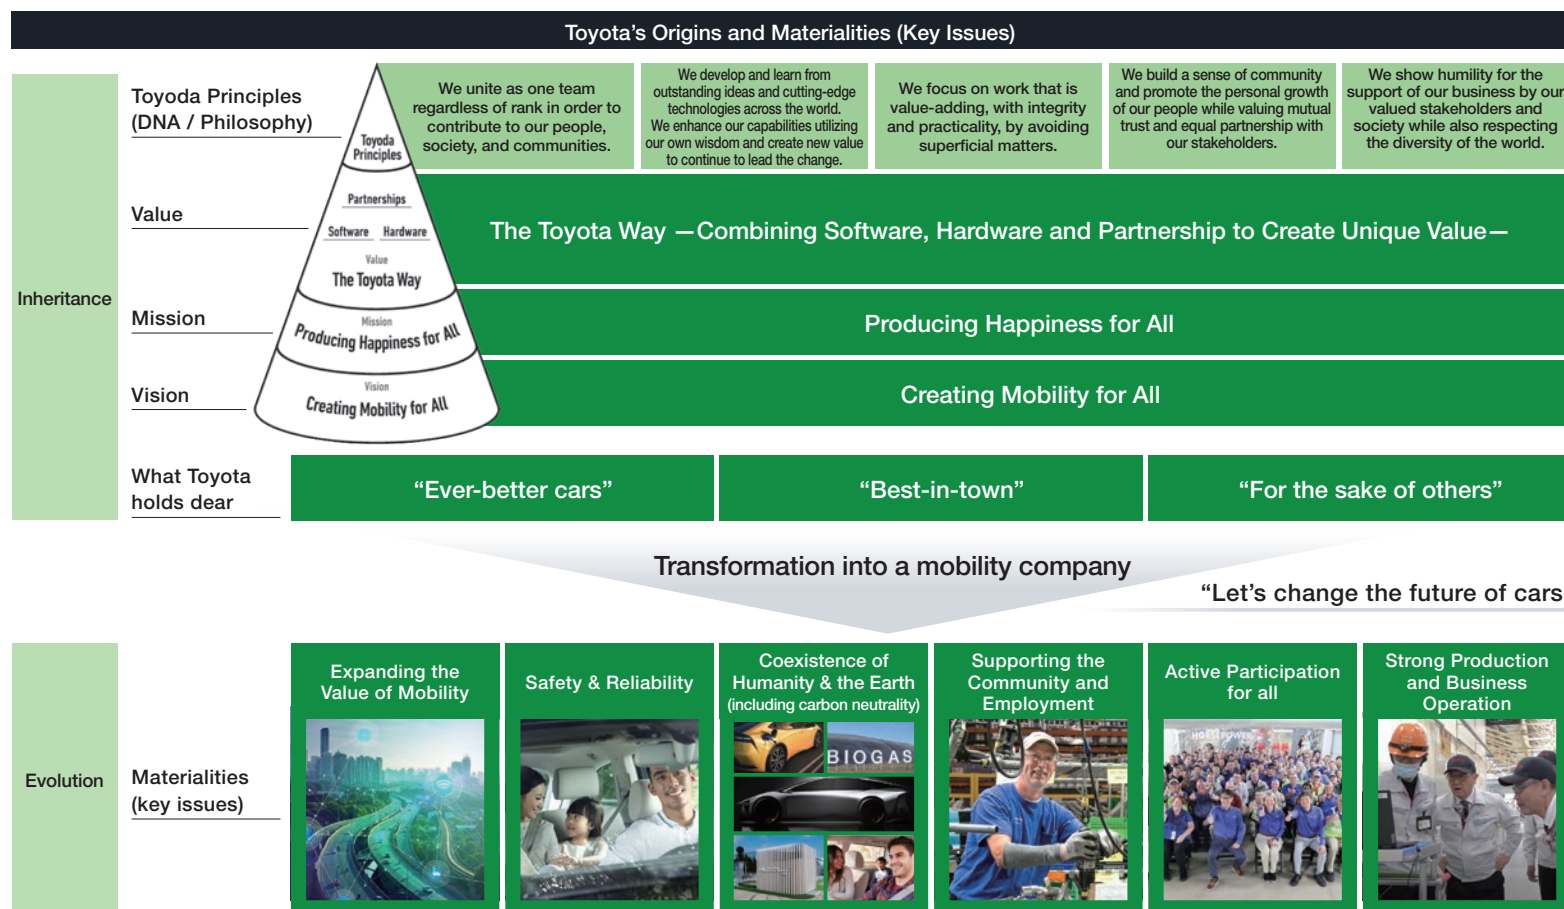 Toyota’s Origins and Materialities (Key Issues)
Inheritance
Toyoda Principles
(DNA / Philosophy)
Toyoda
Principles
We unite as one team
regardless of rank in order to
contribute to our people,
society, and communities.
We develop and learn from
outstanding ideas and cutting-edge
technologies across the world.
We enhance our capabilities utilizing
our own wisdom and create new value
to continue to lead the change.
We focus on work that is
value-adding, with integrity
and practicality, by avoiding
superficial matters.
We build a sense of community
and promote the personal growth
of our people while valuing mutual
trust and equal partnership with
our stakeholders.
We show humility for the
support of our business by our
valued stakeholders and
society while also respecting
the diversity of the world.
Value
Partnerships
Software Hardware
Value
The Toyota Way
The Toyota Way —Combining Software, Hardware and Partnership to Create Unique Value—
Mission
Mission
Producing Happiness for All
Producing Happiness for All
Vision
Vision
Creating Mobility for All
Creating Mobility for All
What Toyota
holds dear
“Ever-better cars”
“Best-in-town”
“For the sake of others”
Transformation into a mobility company
“Let’s change the future of cars
Evolution
Materialities
(key issues)
Expanding the
Value of Mobility
Safety & Reliability
Coexistence of
Humanity & the Earth
(including carbon neutrality)
BIOGAS
Supporting the
Community and
Employment
Active Participation
for all
Strong Production
and Business
Operation